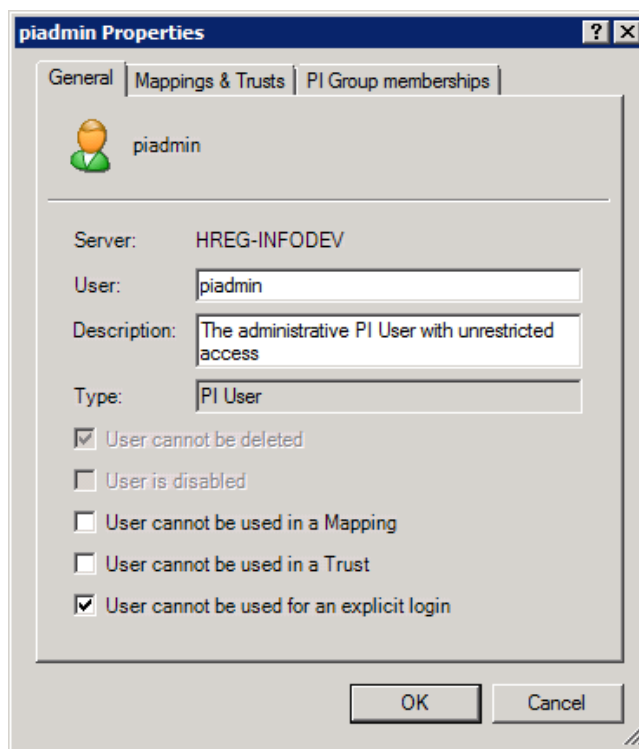 piadmin Properties
General
Mappings & Trusts
PI Group memberships
piadmin
Server: HREG-INFODEV
User: piadmin
Description: The administrative PI User with unrestricted
access
Type: PI User
User cannot be deleted
User is disabled
User cannot be used in a Mapping
User cannot be used in a Trust
User cannot be used for an explicit login
OK
Cancel